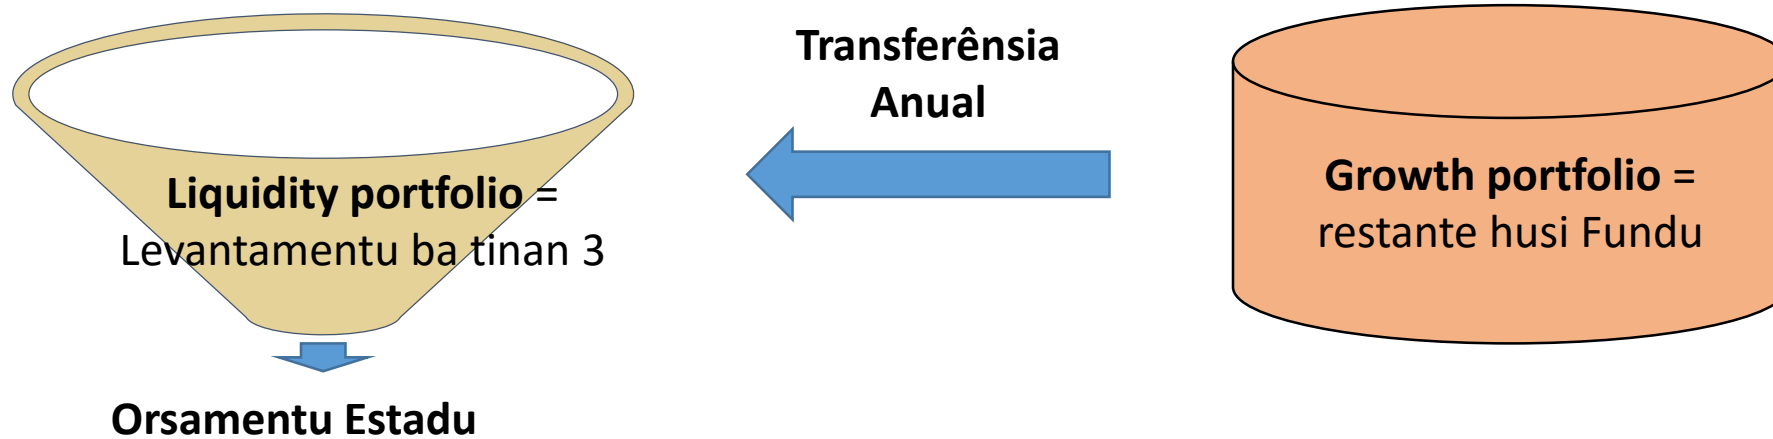 Transferênsia
Anual
Liquidity portfolio =
Levantamentu ba tinan 3
Growth portfolio =
restante husi Fundu
Orsamentu Estadu